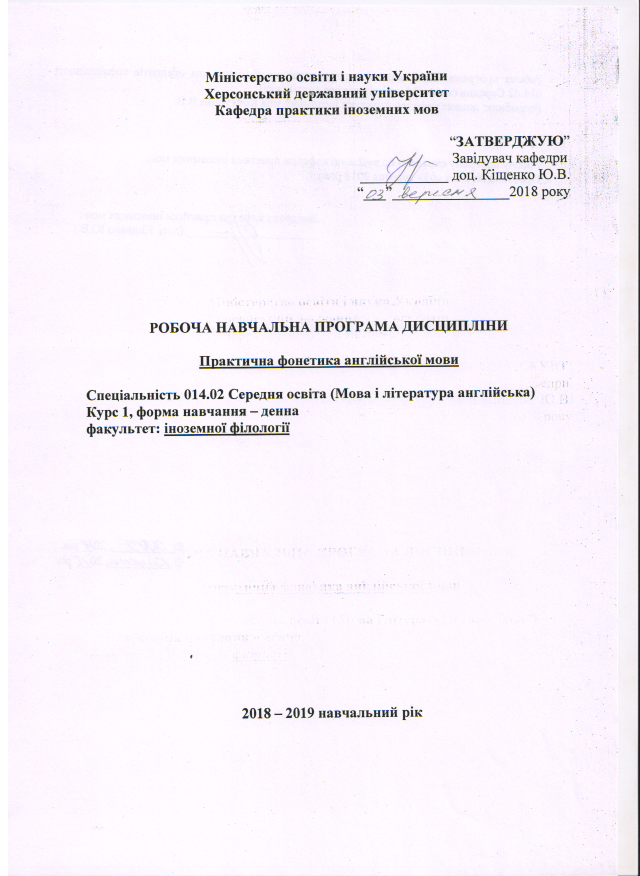 Міністерство освіти і науки України
Херсонський державний університет
Кафедра практики іноземних мов
“ЗАТВЕРДЖУЮ”
Завідувач кафедри
доц. Кіщенко Ю.В.
“ 03 ” вересня 2018 року
РОБОЧА НАВЧАЛЬНА ПРОГРАМА ДИСЦИПЛІНИ
Практична фонетика англійської мови
Спеціальність 014.02 Середня освіта (Мова і література англійська)
Курс 1, форма навчання – денна
факультет: іноземної філології
2018 – 2019 навчальний рік